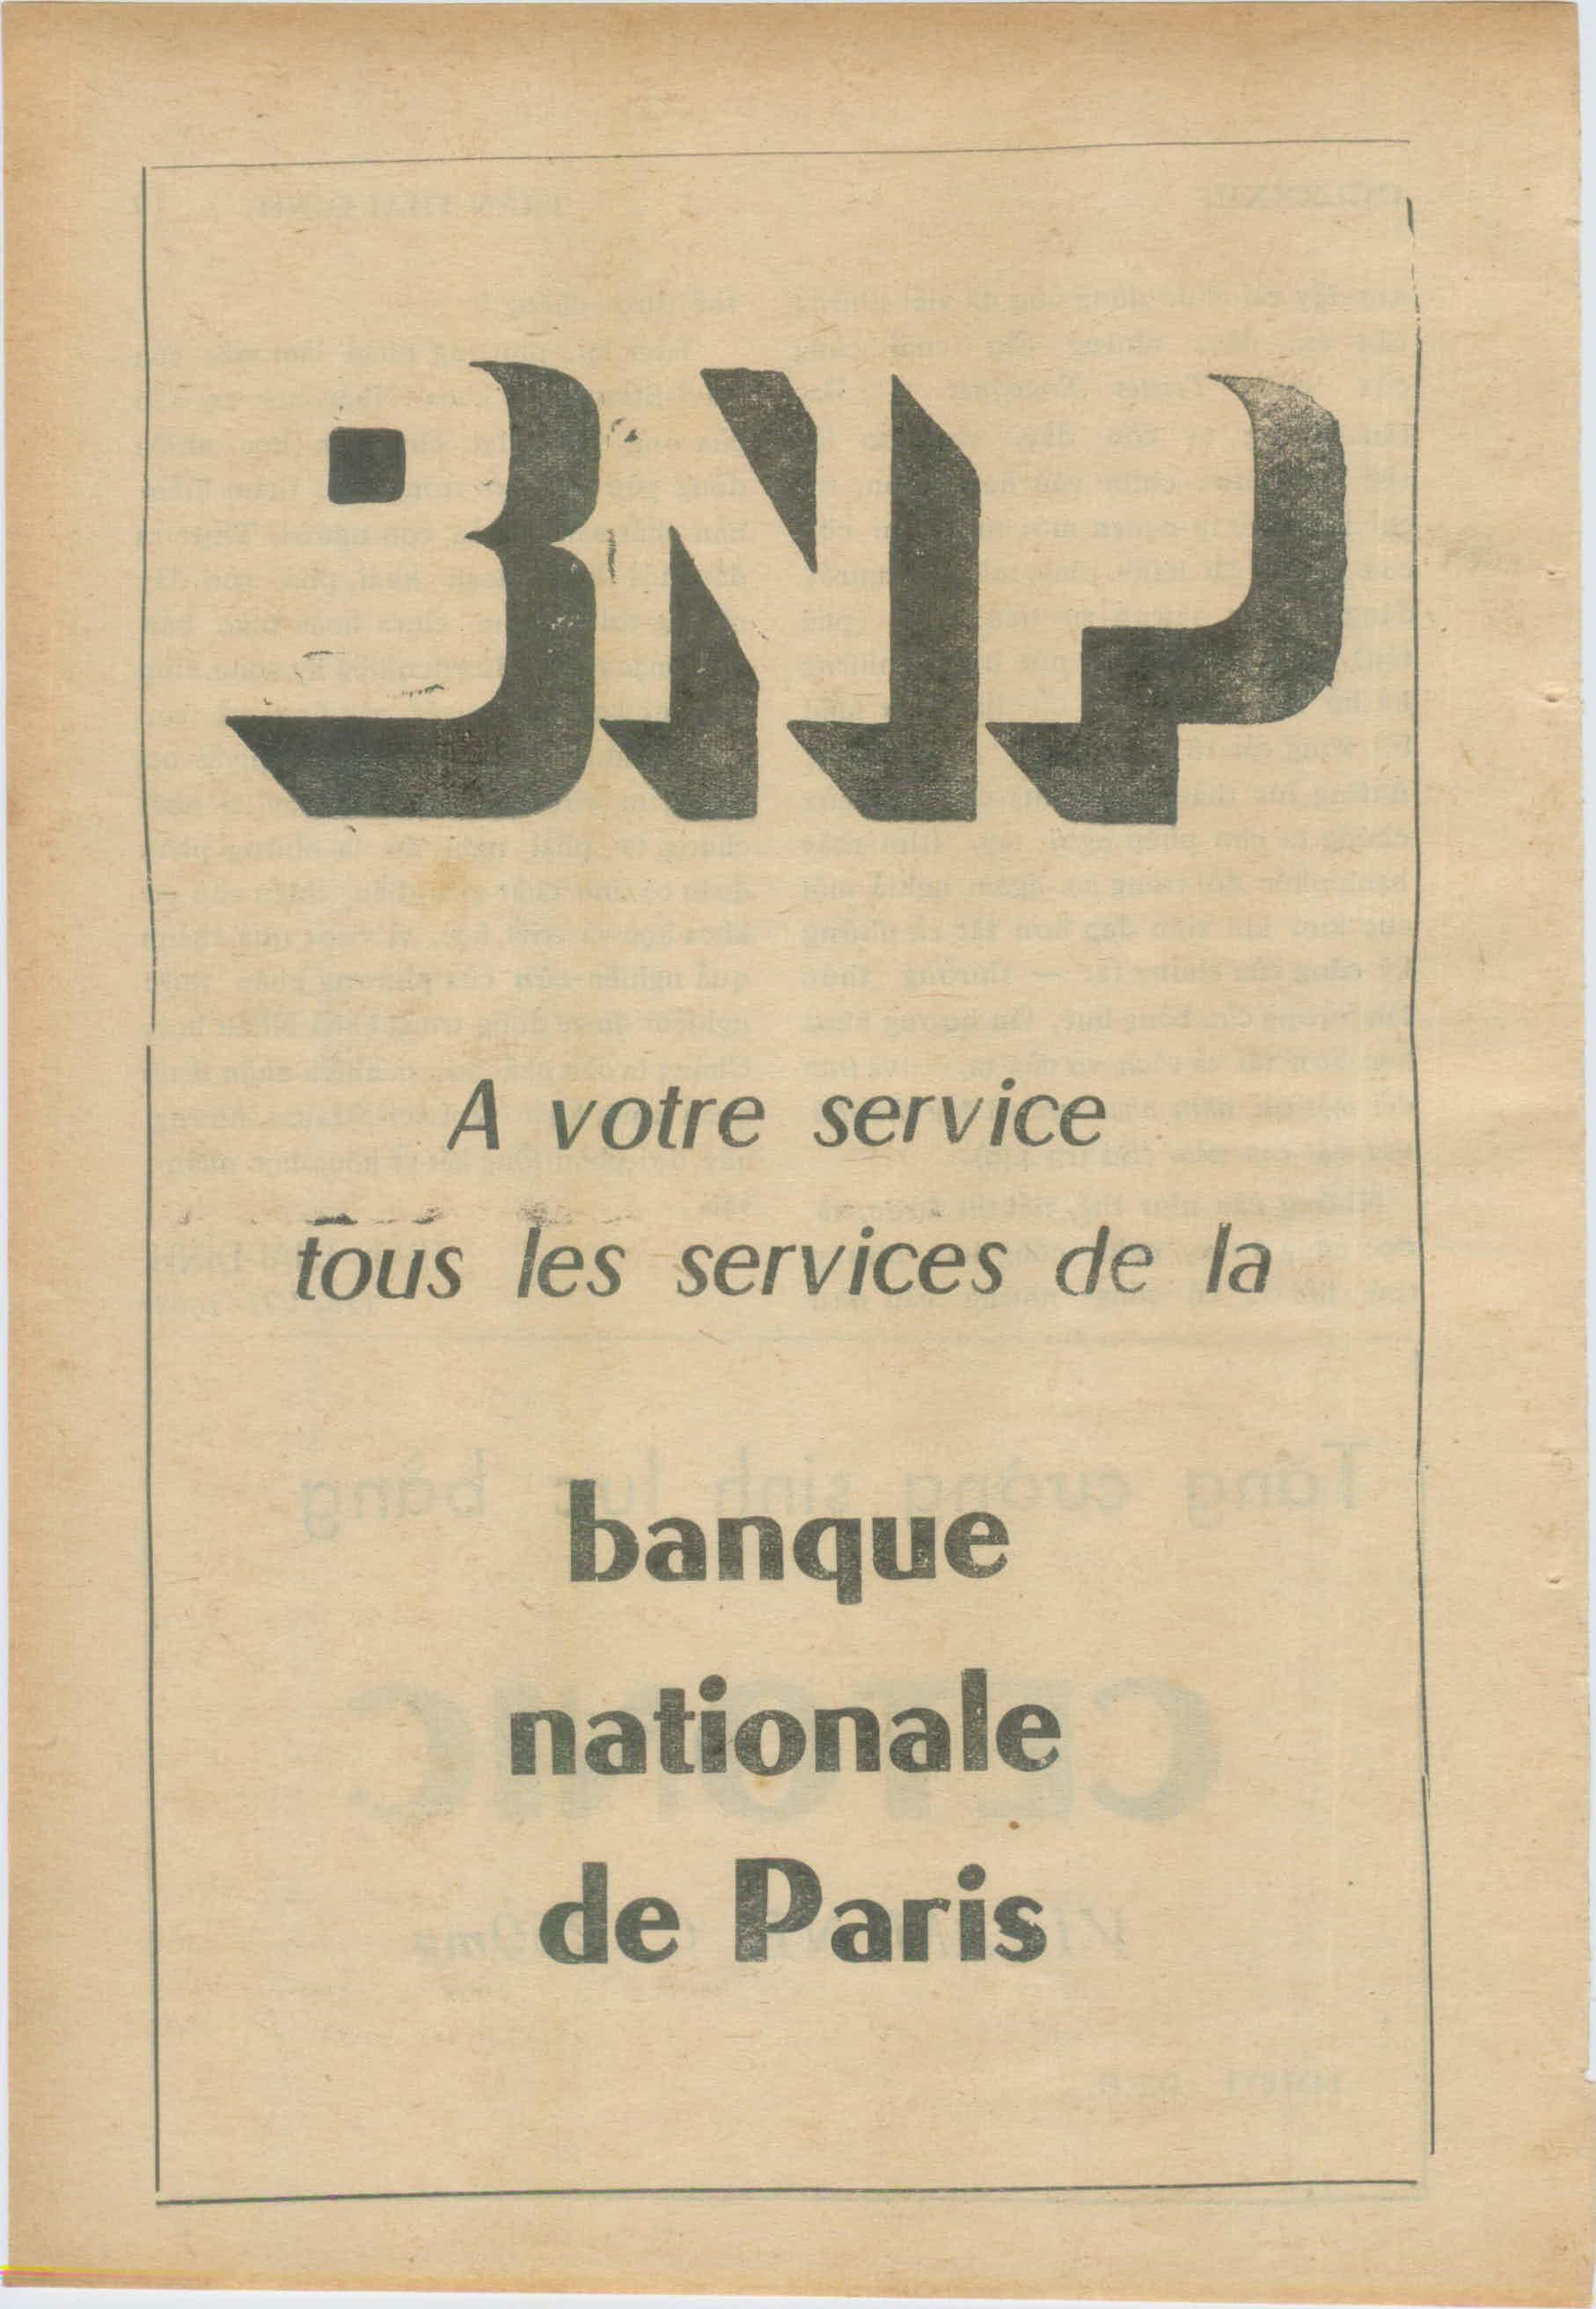 BNP
A votre service
tous les services de la
banque
nationale
de Paris